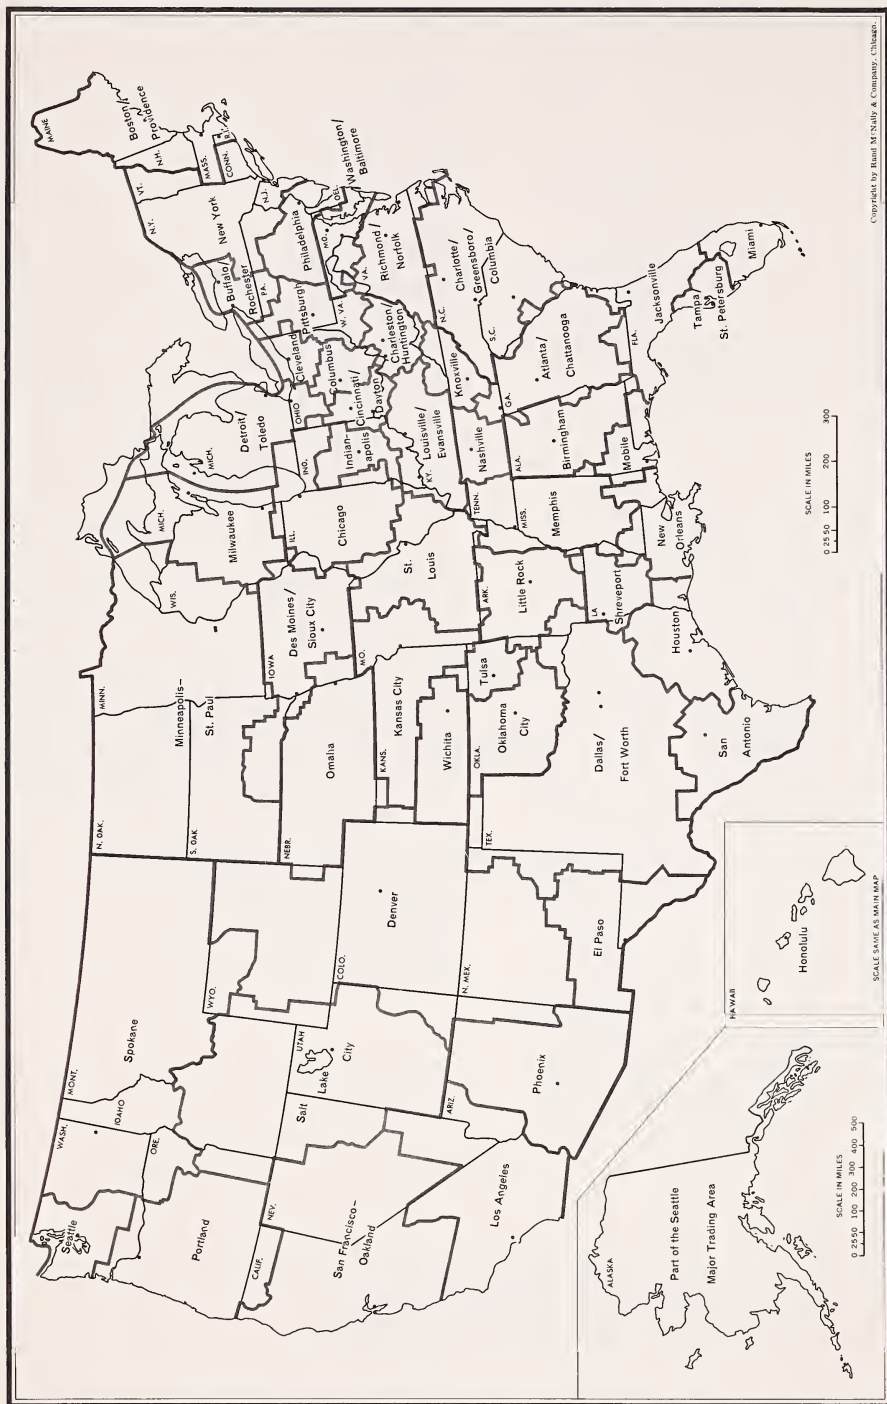 WASH.
Seattle
MONT.
Spokane
IDAHO
ORE.
Portland
CALIF.
NEV.
San Francisco–
Oakland
Los Angeles
WYO.
UTAH
Salt
Lake
City
COLO.
Denver
ARIZ.
Phoenix
N. MEX.
El Paso
N. OAK.
S. OAK
MINN.
Minneapolis–
St. Paul
NEBR.
Omaha
KANS.
Kansas City
Wichita
OKLA.
Oklahoma
City
Tulsa
TEX.
Dallas/
Fort Worth
San
Antonio
Houston
IOWA
Des Moines/
Sioux City
MO.
St.
Louis
ARK.
Little Rock
LA
Shreveport
New
Orleans
WIS.
Milwaukee
ILL.
Chicago
MICH.
MICH.
Detroit/
Toledo
IND.
Indian-
apolis
OHIO
Cleveland
Columbus
Cincinnati/
Dayton
KY.
Louisville/
Evansville
TENN.
Nashville
Knoxville
MISS.
Memphis
ALA.
Birmingham
Mobile
GA.
Atlanta/
Chattanooga
FLA.
Jacksonville
Tampa
St. Petersburg
Miami
S.C.
N.C.
Charlotte/
Greensboro/
Columbia
VA.
Richmond/
Norfolk
W. VA.
Charleston
Huntington
PA.
Pittsburgh
Philadelphia
MO.
DEL.
Washington/
Baltimore
N.J.
N.Y.
New York
Buffalo/
Rochester
VT.
N.H.
MAINE
MASS.
CONN.
R.I.
Boston/
Providence
ALASKA
Part of the Seattle
Major Trading Area
SCALE IN MILES
0 25 50 100 200 300 400 500
HAWAII
Honolulu
SCALE SAME AS MAIN MAP
SCALE IN MILES
0 25 50 100 200 300
Copyright by Rand McNally & Company, Chicago.